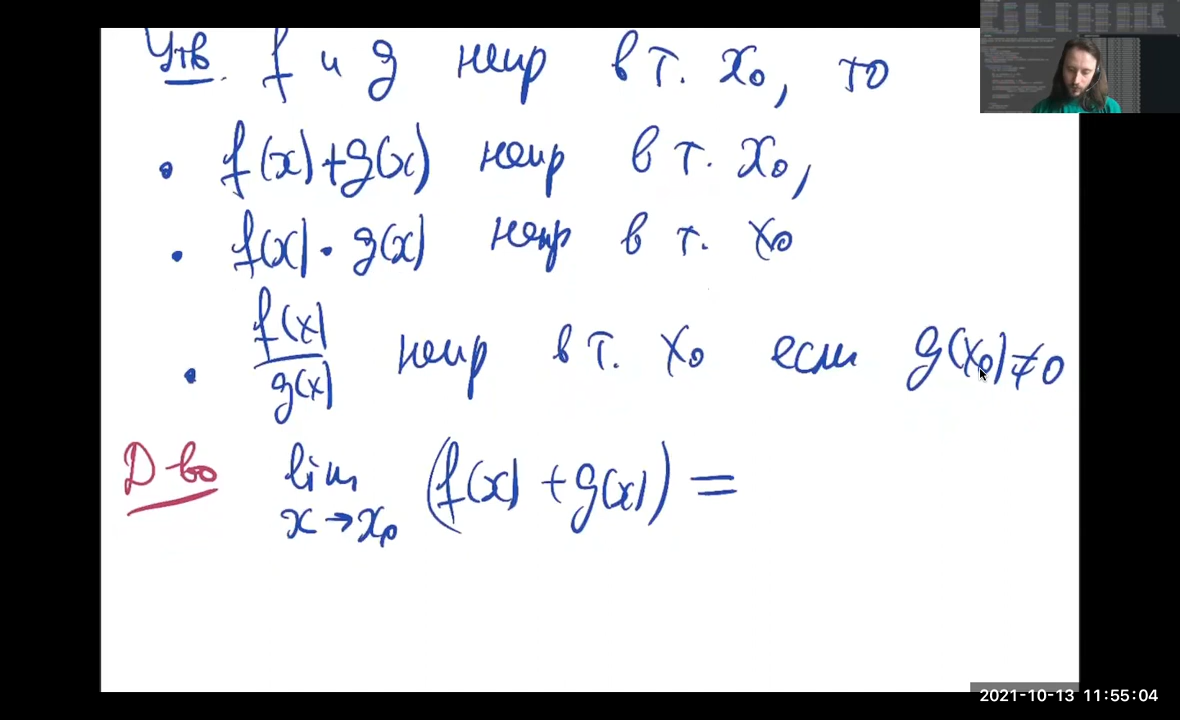 Утв. f и g непр в т. x₀, то
• f(x)+g(x) непр в т. x₀,
• f(x)·g(x) непр в т. x₀
• f(x)/g(x) непр в т. x₀ если g(x₀)≠0
Д-во lim x→x₀ (f(x)+g(x)) =
2021-10-13 11:55:04